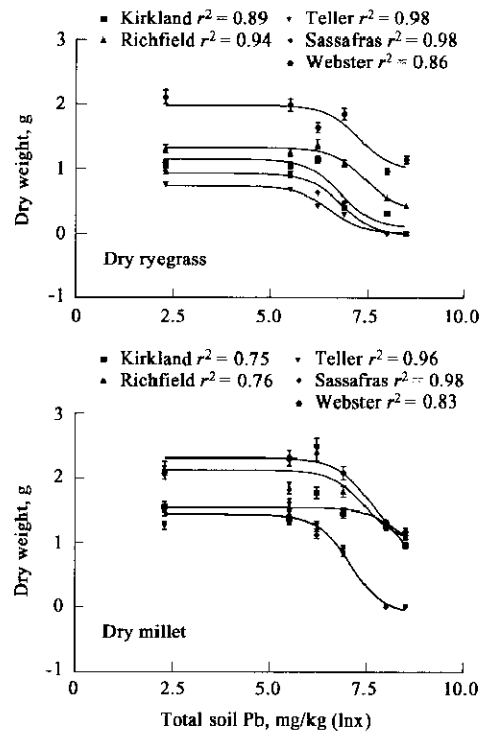 Kirkland r² = 0.89 Teller r² = 0.98
Richfield r² = 0.94 Sassafras r² = 0.98
Webster r² = 0.86
3
2
1
0
-1
Dry weight, g
Dry ryegrass
0 2.5 5.0 7.5 10.0
Kirkland r² = 0.75 Teller r² = 0.96
Richfield r² = 0.76 Sassafras r² = 0.98
Webster r² = 0.83
3
2
1
0
-1
Dry weight, g
Dry millet
0 2.5 5.0 7.5 10.0
Total soil Pb, mg/kg (lnx)